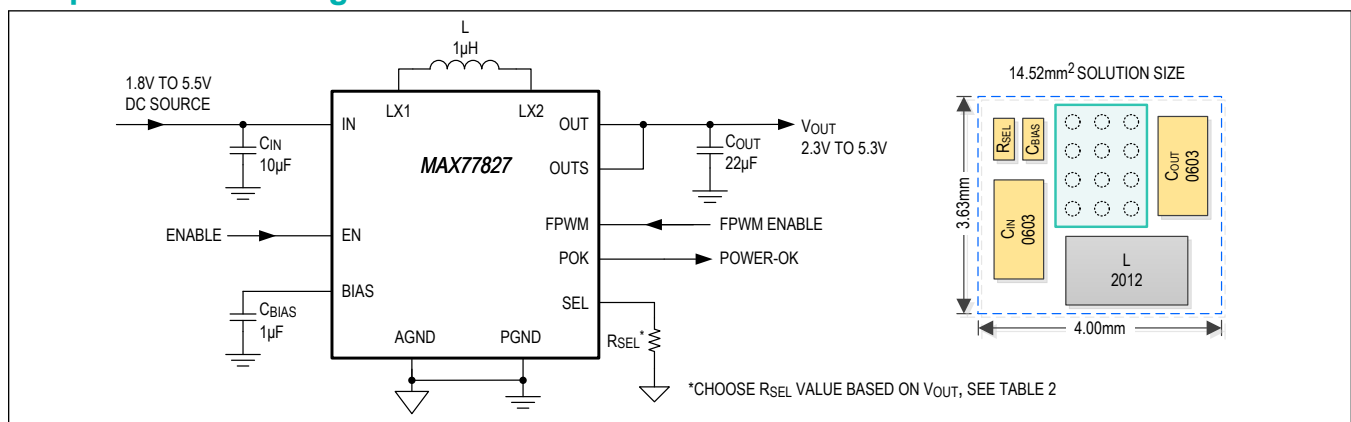 L
1µH
1.8V TO 5.5V
DC SOURCE
LX1
LX2
IN
OUT
CIN
10µF
MAX77827
COUT
22µF
VOUT
2.3V TO 5.3V
OUTS
FPWM
FPWM ENABLE
ENABLE
EN
POK
POWER-OK
BIAS
SEL
CBIAS
1µF
AGND
PGND
RSEL*
*CHOOSE RSEL VALUE BASED ON VOUT, SEE TABLE 2
14.52mm² SOLUTION SIZE
RSEL
CBIAS
COUT
0603
CIN
0603
L
2012
3.63mm
4.00mm